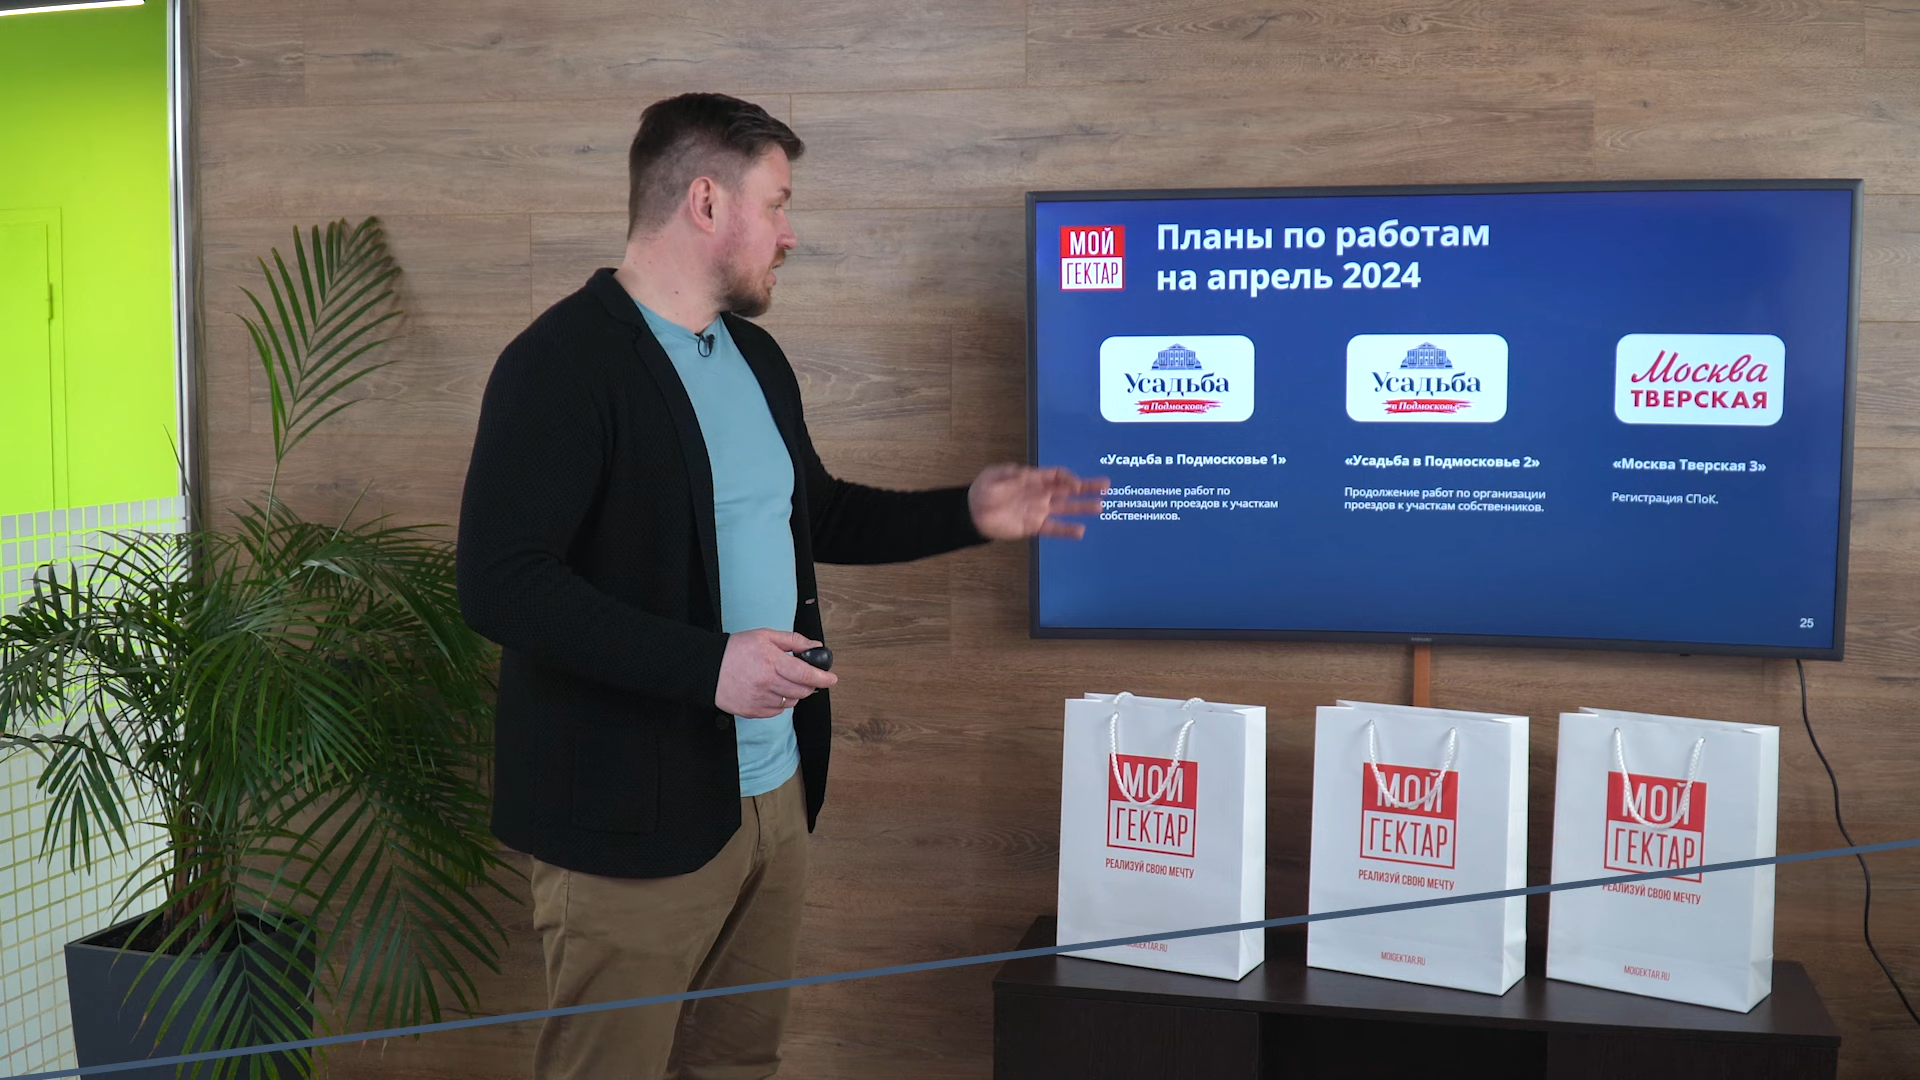 МОЙ
ГЕКТАР
Планы по работам
на апрель 2024
Усадьба
в Подмосковье
Усадьба
в Подмосковье
Москва
ТВЕРСКАЯ
«Усадьба в Подмосковье 1»
Возобновление работ по
организации проездов к участкам
собственников.
«Усадьба в Подмосковье 2»
Продолжение работ по организации
проездов к участкам собственников.
«Москва Тверская 3»
Регистрация СПоК.
25
МОЙ
ГЕКТАР
РЕАЛИЗУЙ СВОЮ МЕЧТУ
MOIGEKTAR.RU
МОЙ
ГЕКТАР
РЕАЛИЗУЙ СВОЮ МЕЧТУ
MOIGEKTAR.RU
МОЙ
ГЕКТАР
РЕАЛИЗУЙ СВОЮ МЕЧТУ
MOIGEKTAR.RU